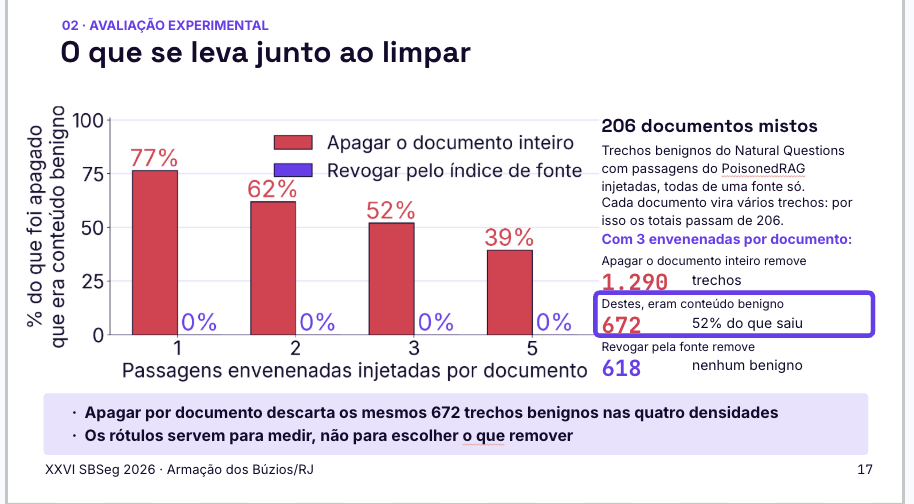 02 · AVALIAÇÃO EXPERIMENTAL
O que se leva junto ao limpar
% do que foi apagado
que era conteúdo benigno
100
75
50
25
0
77%
62%
52%
39%
0%
0%
0%
0%
Apagar o documento inteiro
Revogar pelo índice de fonte
1
2
3
5
Passagens envenenadas injetadas por documento
206 documentos mistos
Trechos benignos do Natural Questions
com passagens do PoisonedRAG
injetadas, todas de uma fonte só.
Cada documento vira vários trechos: por
isso os totais passam de 206.
Com 3 envenenadas por documento:
Apagar o documento inteiro remove
1.290 trechos
Destes, eram conteúdo benigno
672 52% do que saiu
Revogar pela fonte remove
618 nenhum benigno
· Apagar por documento descarta os mesmos 672 trechos benignos nas quatro densidades
· Os rótulos servem para medir, não para escolher o que remover
XXVI SBSeg 2026 · Armação dos Búzios/RJ
17